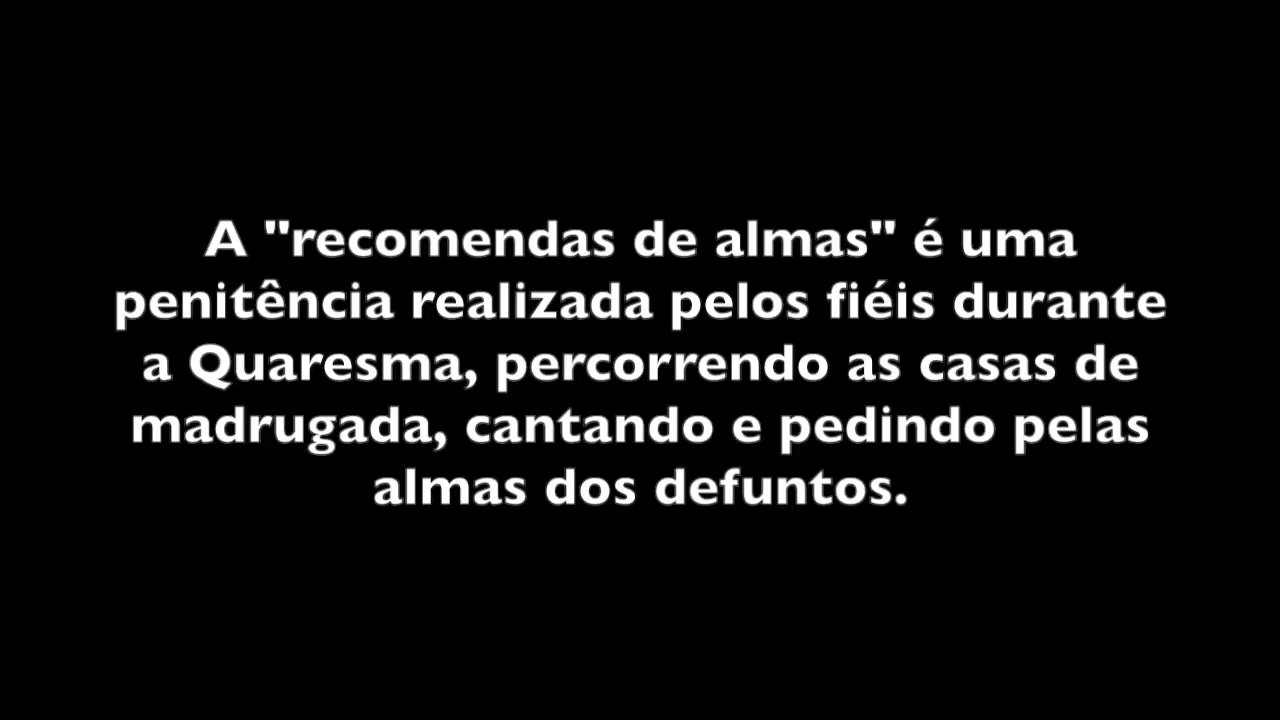 A "recomendas de almas" é uma
penitência realizada pelos fiéis durante
a Quaresma, percorrendo as casas de
madrugada, cantando e pedindo pelas
almas dos defuntos.